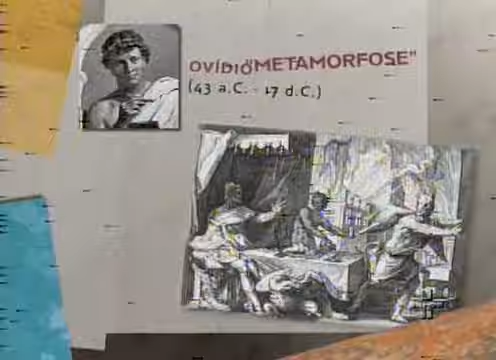 OVÍDIO "METAMORFOSE"
(43 a.C. - 17 d.C.)